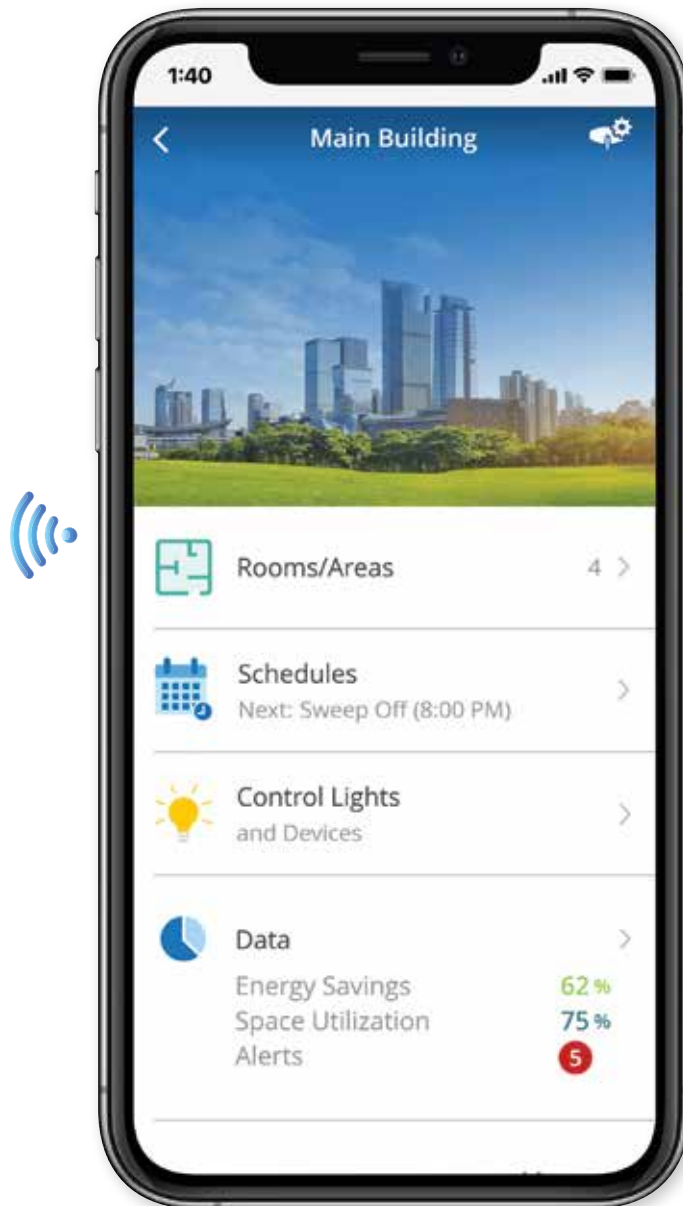 1:40
Main Building
Rooms/Areas 4
Schedules
Next: Sweep Off (8:00 PM)
Control Lights
and Devices
Data
Energy Savings 62 %
Space Utilization 75 %
Alerts 5